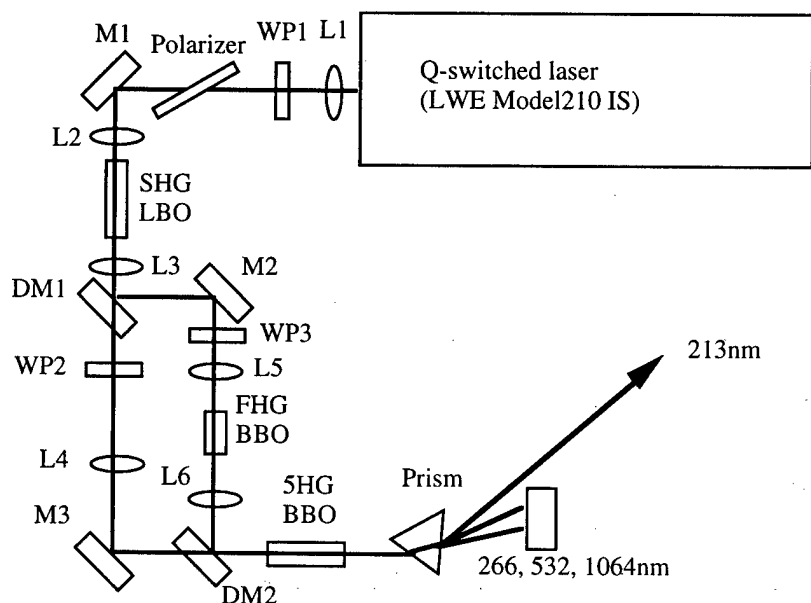 M1
Polarizer
WP1
L1
Q-switched laser
(LWE Model210 IS)
L2
SHG
LBO
L3
M2
DM1
WP3
WP2
L5
213nm
FHG
BBO
L4
L6
5HG
BBO
Prism
M3
DM2
266, 532, 1064nm